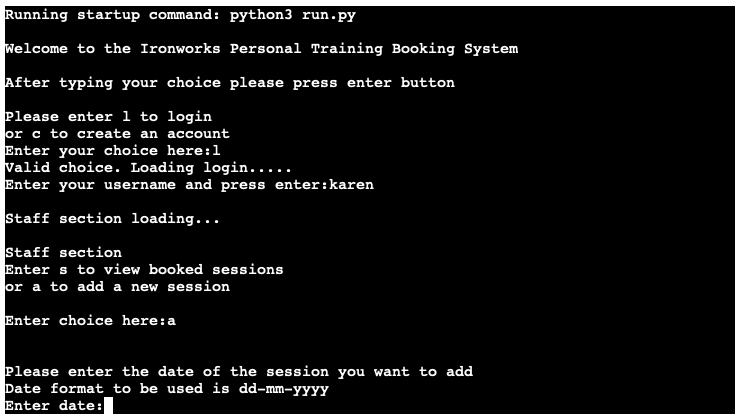 Running startup command: python3 run.py
Welcome to the Ironworks Personal Training Booking System
After typing your choice please press enter button
Please enter l to login
or c to create an account
Enter your choice here:l
Valid choice. Loading login.....
Enter your username and press enter:karen
Staff section loading...
Staff section
Enter s to view booked sessions
or a to add a new session
Enter choice here:a
Please enter the date of the session you want to add
Date format to be used is dd-mm-yyyy
Enter date: